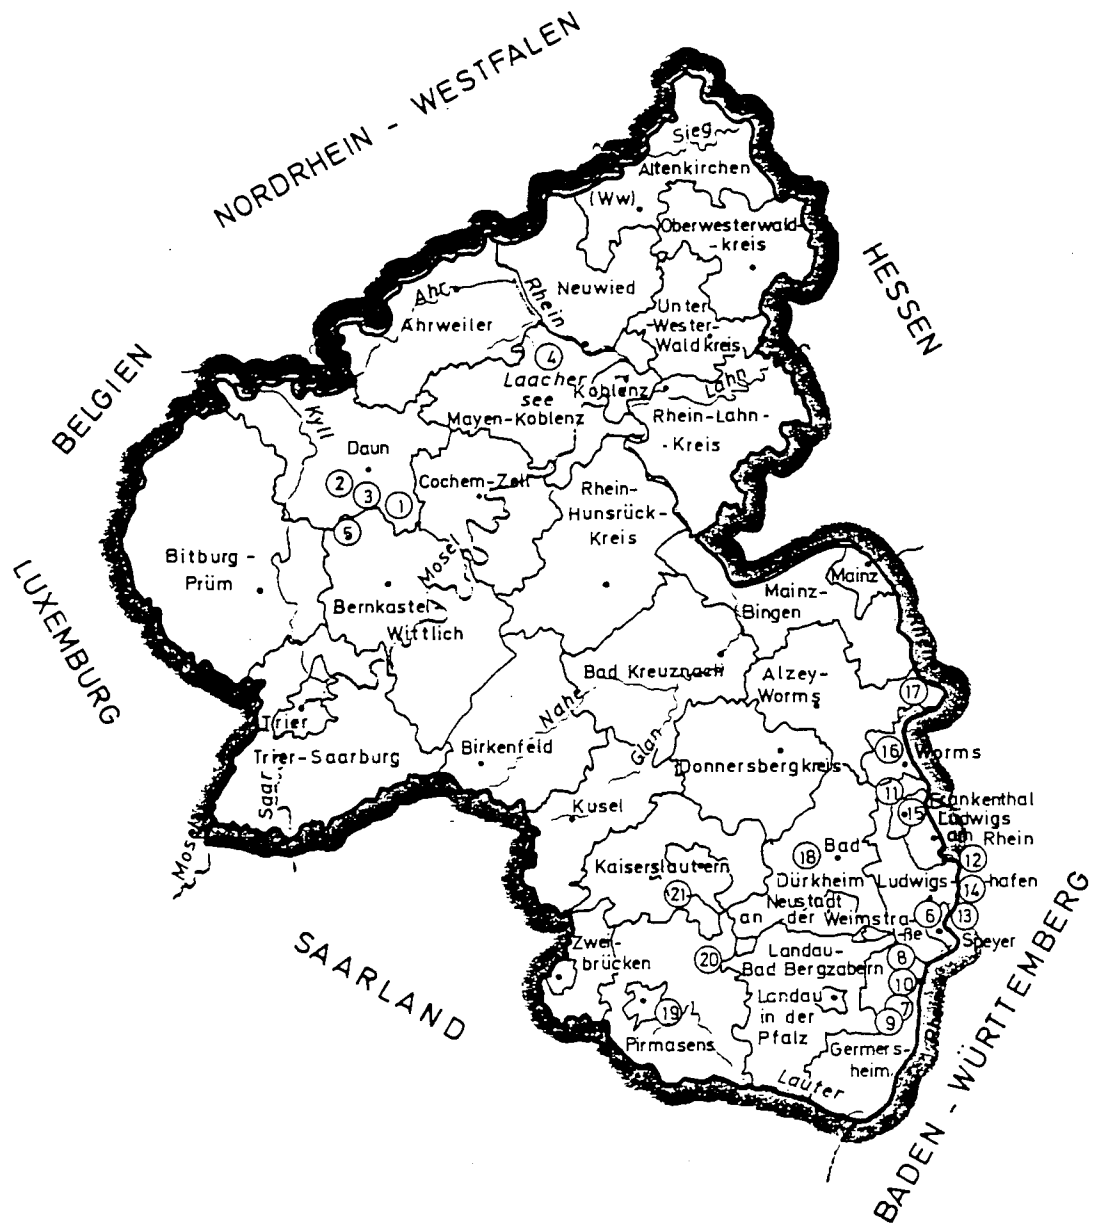 NORDRHEIN - WESTFALEN
Sieg
Altenkirchen
(Ww)
Oberwesterwald-
-kreis
HESSEN
Ahr
Rhein
Neuwied
Ahrweiler
Unter
Wester-
Waldkreis
BELGIEN
4
Laacher
see
Koblenz
Lahn
Mayen-Koblenz
Rhein-Lahn-
-Kreis
Kyll
Daun
2
3
1
5
Cochem-Zell
Rhein-
Hunsrück-
Kreis
LUXEMBURG
Bitburg-
Prüm
Mosel
Mainz
Mainz-
Bingen
Bernkastel-
Wittlich
Bad Kreuznach
Alzey-
Worms
17
Trier
Trier-Saarburg
Saar
Mosel
Nahe
Birkenfeld
Glan
Donnersbergkreis
16
Worms
Kusel
11
15
Frankenthal
Ludwigs
am Rhein
Kaiserslautern
18
Bad
Dürkheim
12
Ludwigs-hafen
14
21
Neustadt
an der Weimstra-
-ße
6
13
Speyer
SAARLAND
Zwei-
brücken
20
Landau-
Bad Bergzabern
8
10
Landau
in der
Pfalz
7
9
19
Pirmasens
Germers-
heim
Lauter
Rhein
BADEN - WÜRTTEMBERG